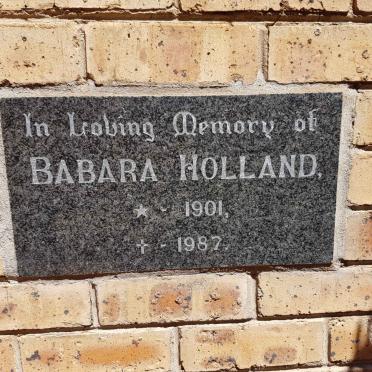 In Loving Memory of
BABARA HOLLAND,
★ - 1901,
✝ - 1987.